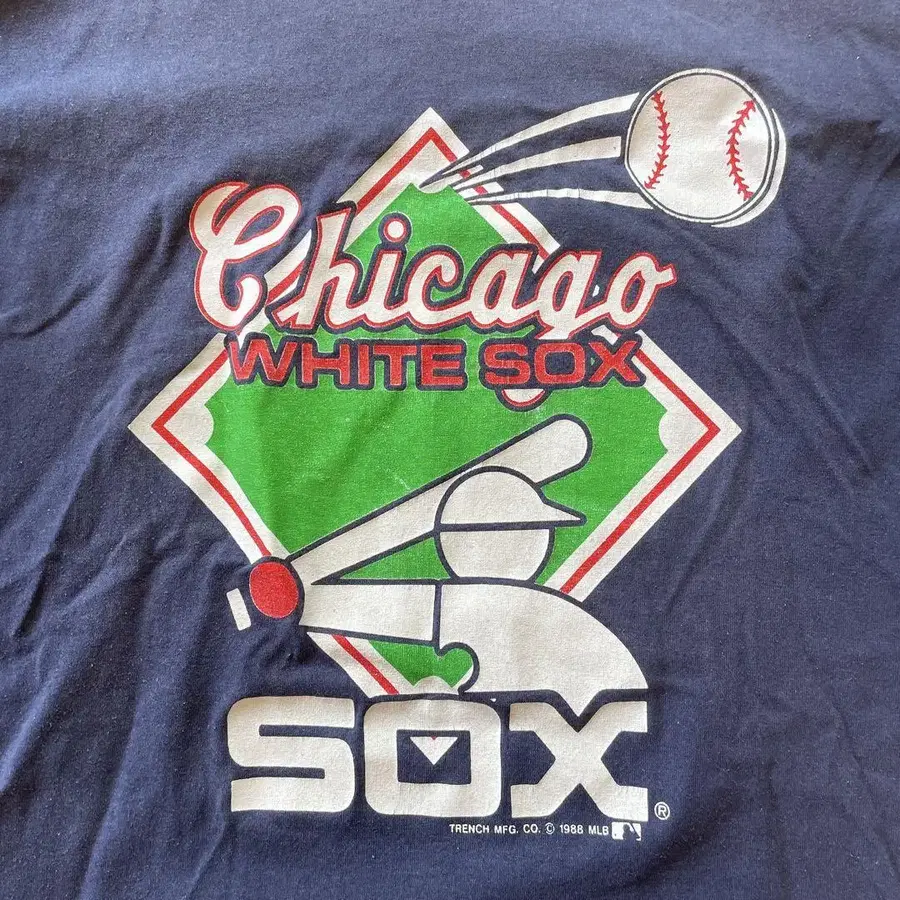 Chicago
WHITE SOX
SOX ®
TRENCH MFG. CO. © 1988 MLB